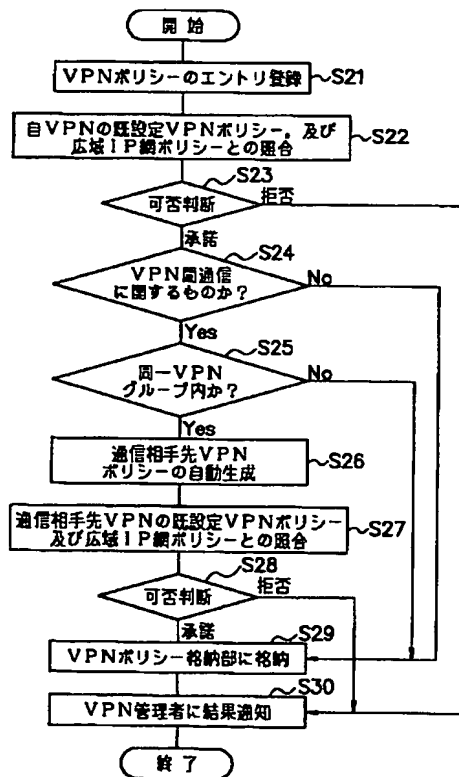 開始
VPNポリシーのエントリ登録
S21
自VPNの既設定VPNポリシー,及び
広域IP網ポリシーとの照合
S22
S23
可否判断
拒否
承諾
S24
VPN間通信
に関するものか?
No
Yes
S25
同一VPN
グループ内か?
No
Yes
通信相手先VPN
ポリシーの自動生成
S26
通信相手先VPNの既設定VPNポリシー
及び広域IP網ポリシーとの照合
S27
S28
可否判断
拒否
承諾
S29
VPNポリシー格納部に格納
S30
VPN管理者に結果通知
終了